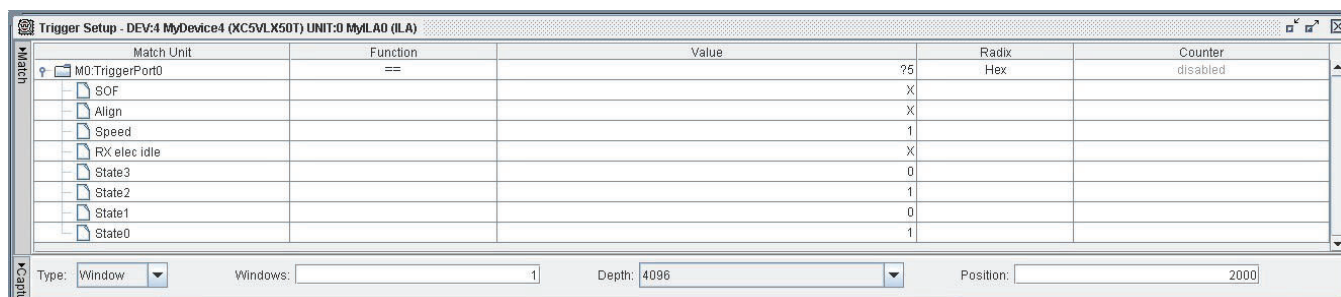 Trigger Setup - DEV:4 MyDevice4 (XC5VLX50T) UNIT:0 MyILA0 (ILA)
Match
Match Unit Function Value Radix Counter
M0:TriggerPort0 == ?5 Hex disabled
SOF X
Align X
Speed 1
RX elec idle X
State3 0
State2 1
State1 0
State0 1
Captu
Type: Window Windows: 1 Depth: 4096 Position: 2000